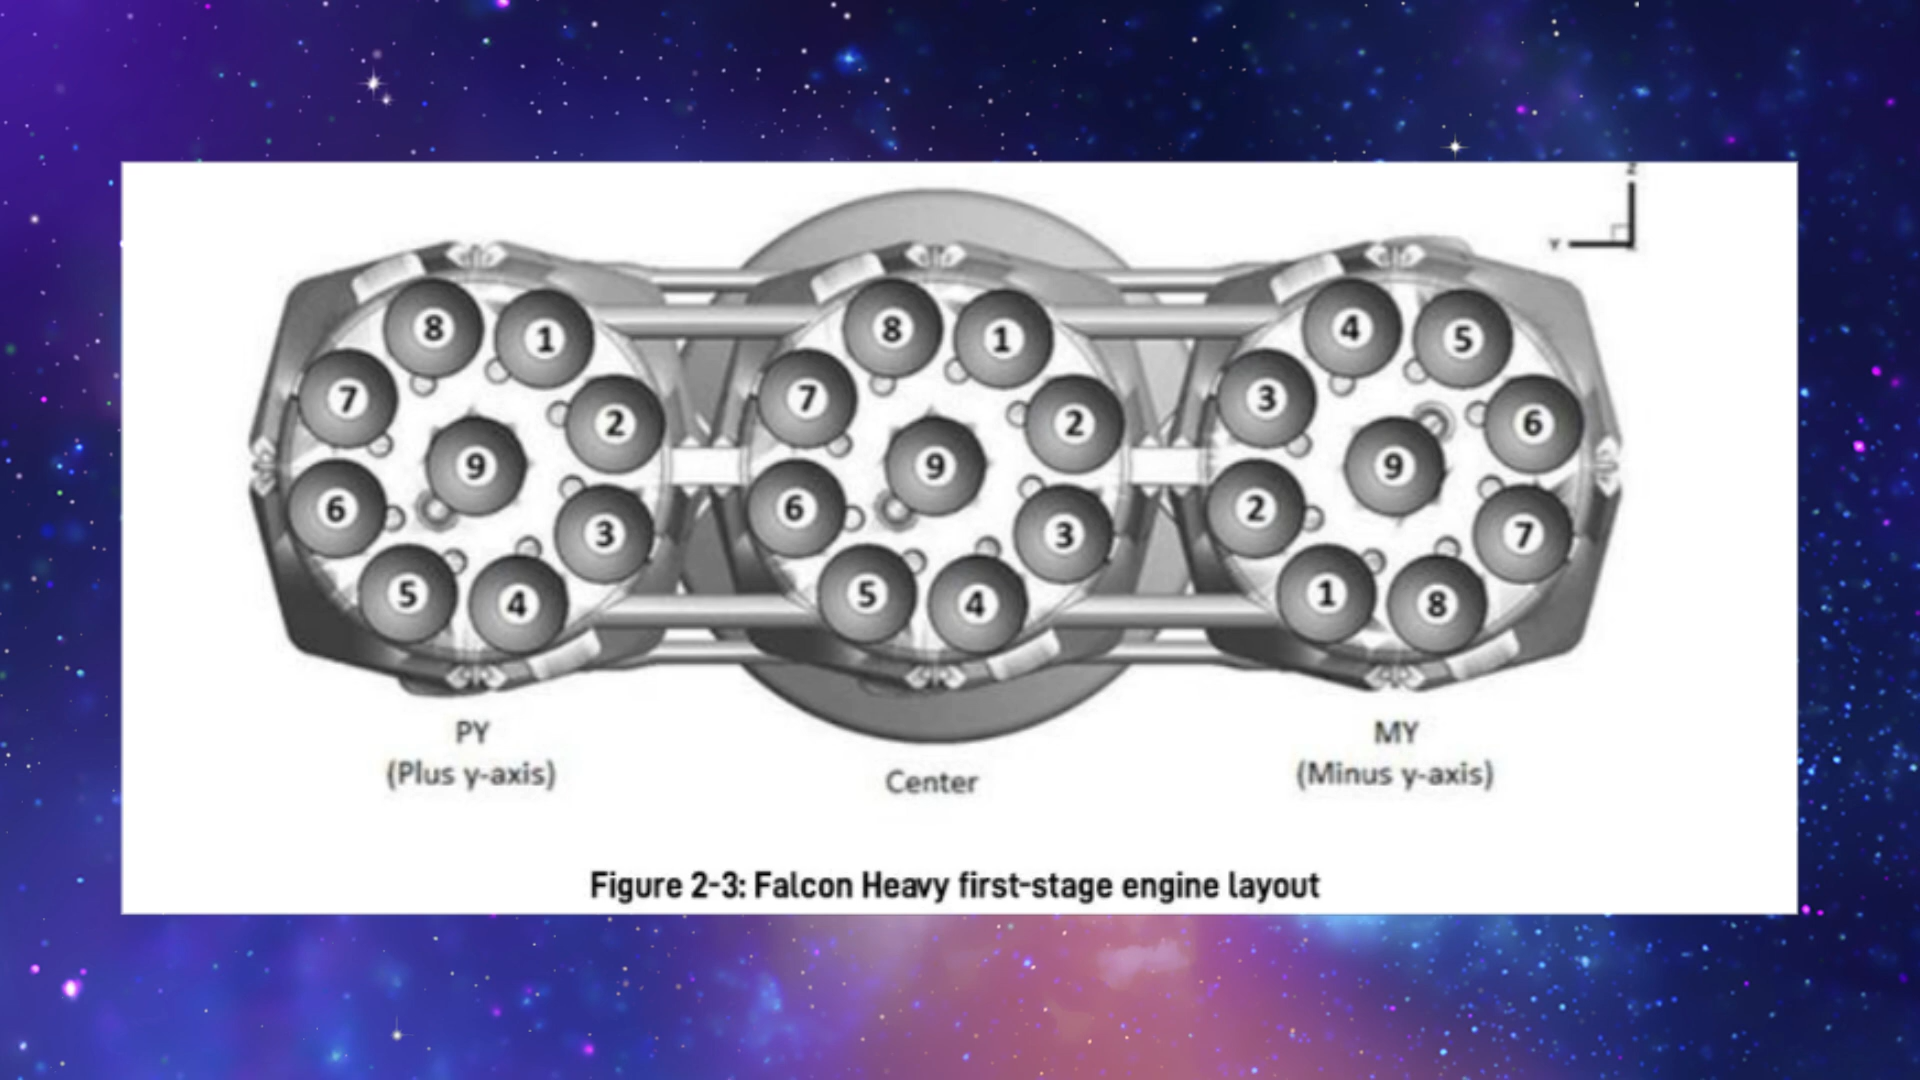 Y
8 1 8 1 4 5
7 2 7 2 3 6
9 9 9
6 3 6 3 2 7
5 4 5 4 1 8
PY
(Plus y-axis)
Center
MY
(Minus y-axis)
Figure 2-3: Falcon Heavy first-stage engine layout